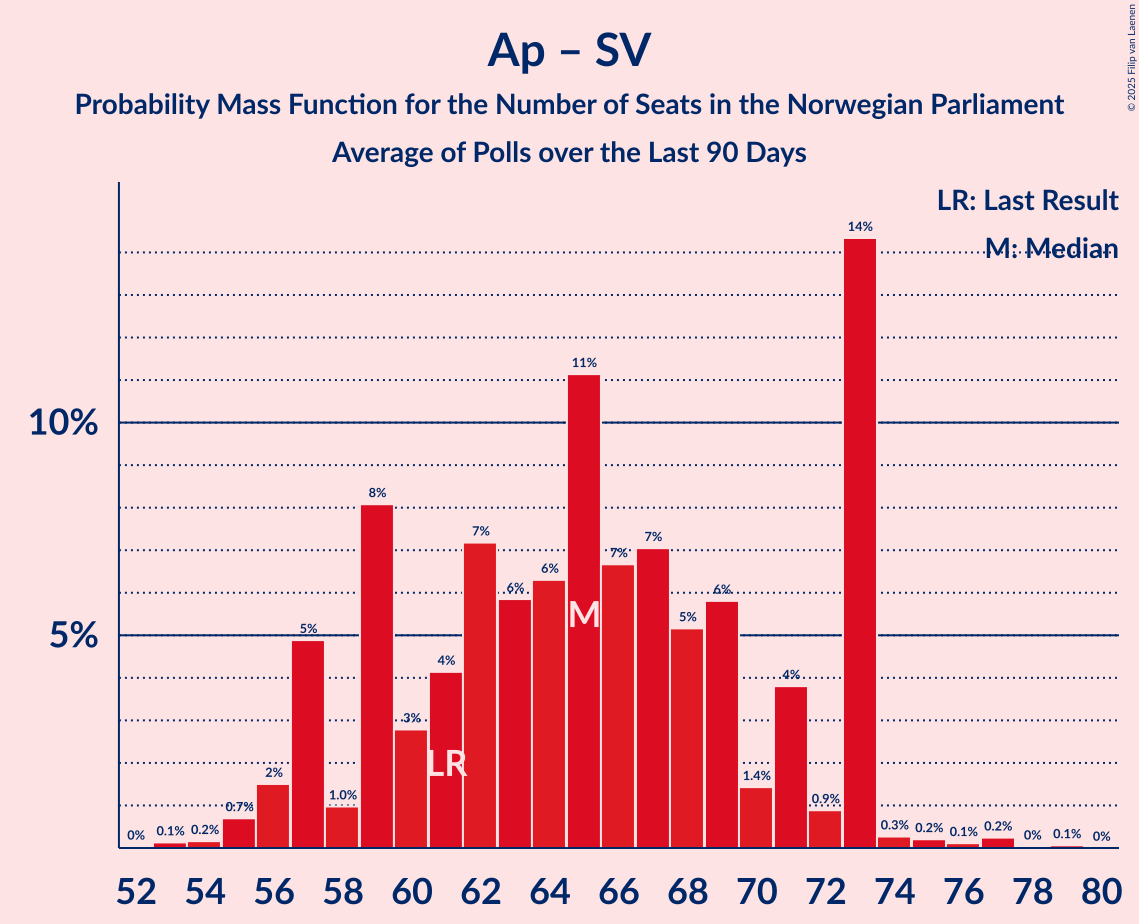 Ap – SV
Probability Mass Function for the Number of Seats in the Norwegian Parliament
Average of Polls over the Last 90 Days
© 2025 Filip van Laenen
LR: Last Result
M: Median
10%
5%
0% 0.1% 0.2% 0.7% 2% 5% 1.0% 8% 3% 4% 7% 6% 6% 11% 7% 7% 5% 6% 1.4% 4% 0.9% 14% 0.3% 0.2% 0.1% 0.2% 0% 0.1% 0%
M
LR
52 54 56 58 60 62 64 66 68 70 72 74 76 78 80